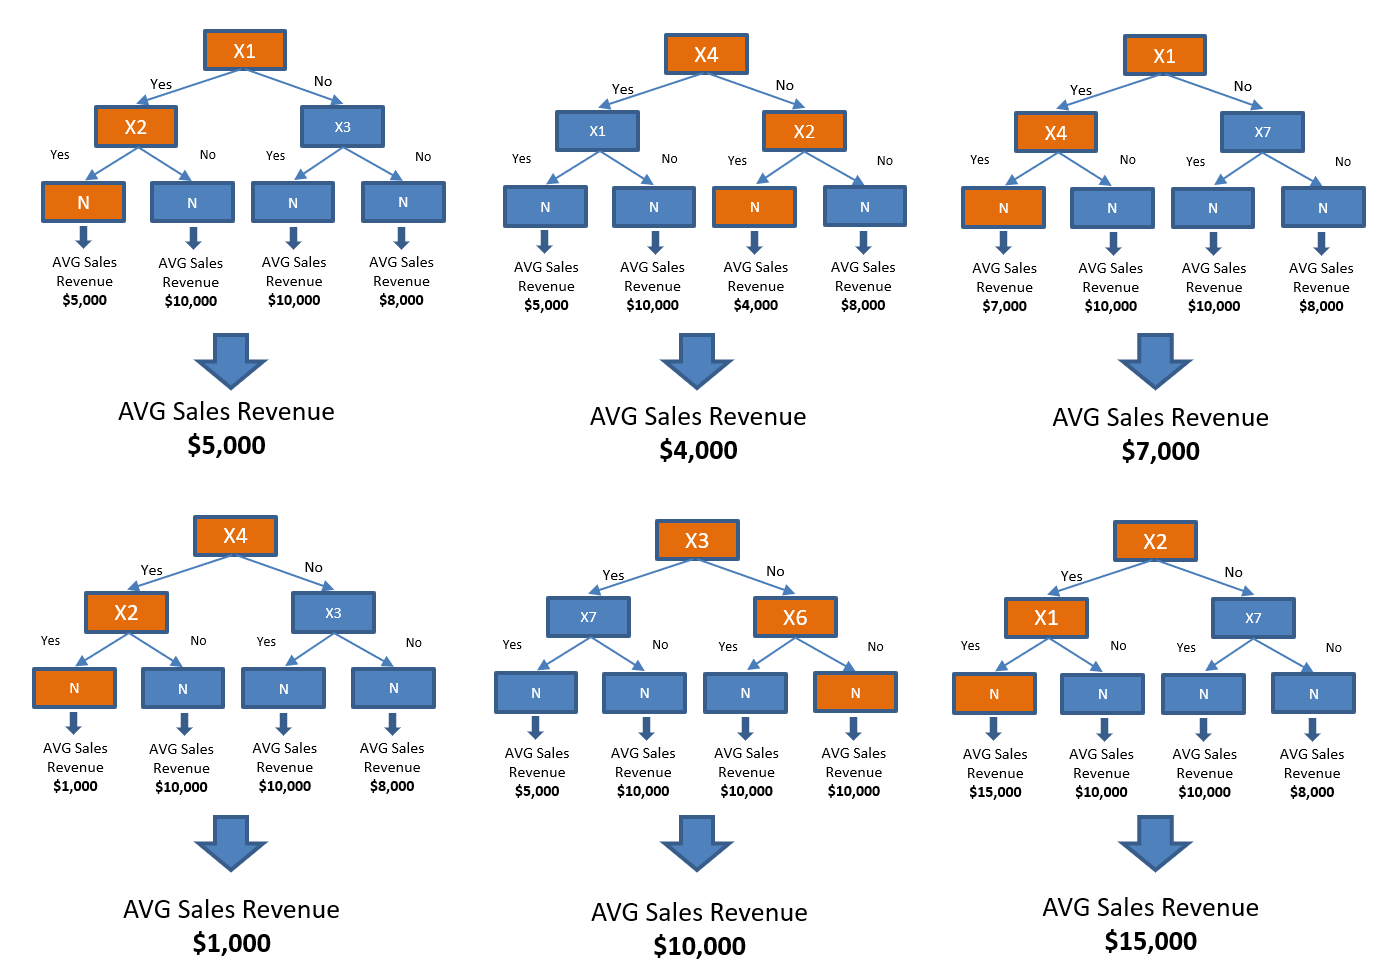 X1
Yes
No
X2
X3
Yes
No
Yes
No
N
N
N
N
AVG Sales
Revenue
$5,000
AVG Sales
Revenue
$10,000
AVG Sales
Revenue
$10,000
AVG Sales
Revenue
$8,000
AVG Sales Revenue
$5,000
X4
Yes
No
X1
X2
Yes
No
Yes
No
N
N
N
N
AVG Sales
Revenue
$5,000
AVG Sales
Revenue
$10,000
AVG Sales
Revenue
$4,000
AVG Sales
Revenue
$8,000
AVG Sales Revenue
$4,000
X1
Yes
No
X4
X7
Yes
No
Yes
No
N
N
N
N
AVG Sales
Revenue
$7,000
AVG Sales
Revenue
$10,000
AVG Sales
Revenue
$10,000
AVG Sales
Revenue
$8,000
AVG Sales Revenue
$7,000
X4
Yes
No
X2
X3
Yes
No
Yes
No
N
N
N
N
AVG Sales
Revenue
$1,000
AVG Sales
Revenue
$10,000
AVG Sales
Revenue
$10,000
AVG Sales
Revenue
$8,000
AVG Sales Revenue
$1,000
X3
Yes
No
X7
X6
Yes
No
Yes
No
N
N
N
N
AVG Sales
Revenue
$5,000
AVG Sales
Revenue
$10,000
AVG Sales
Revenue
$10,000
AVG Sales
Revenue
$10,000
AVG Sales Revenue
$10,000
X2
Yes
No
X1
X7
Yes
No
Yes
No
N
N
N
N
AVG Sales
Revenue
$15,000
AVG Sales
Revenue
$10,000
AVG Sales
Revenue
$10,000
AVG Sales
Revenue
$8,000
AVG Sales Revenue
$15,000